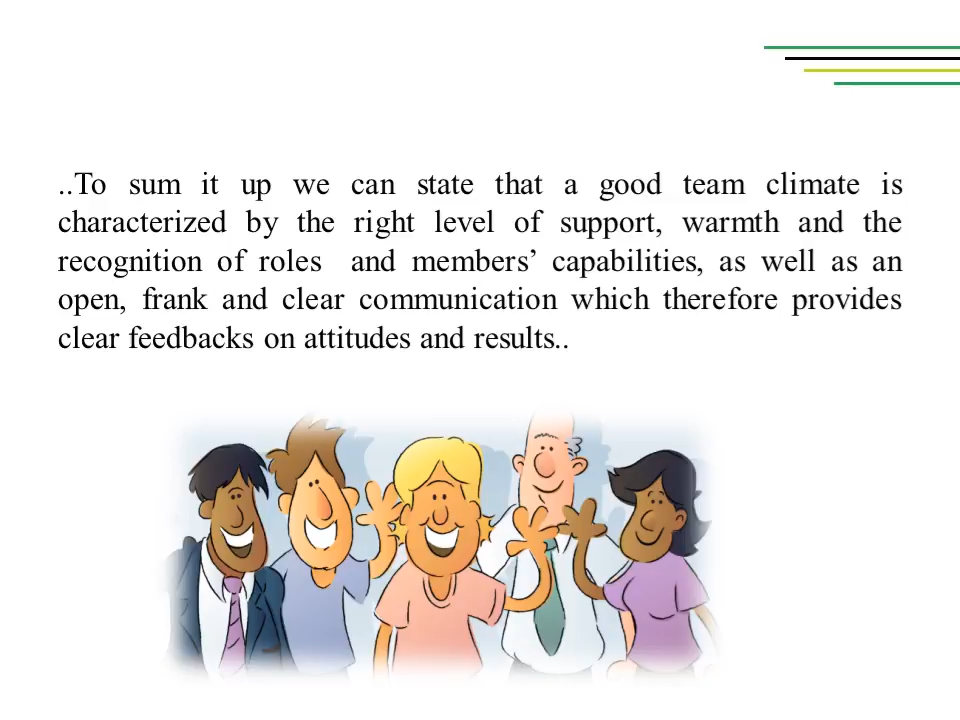 ..To sum it up we can state that a good team climate is
characterized by the right level of support, warmth and the
recognition of roles  and members’ capabilities, as well as an
open, frank and clear communication which therefore provides
clear feedbacks on attitudes and results..